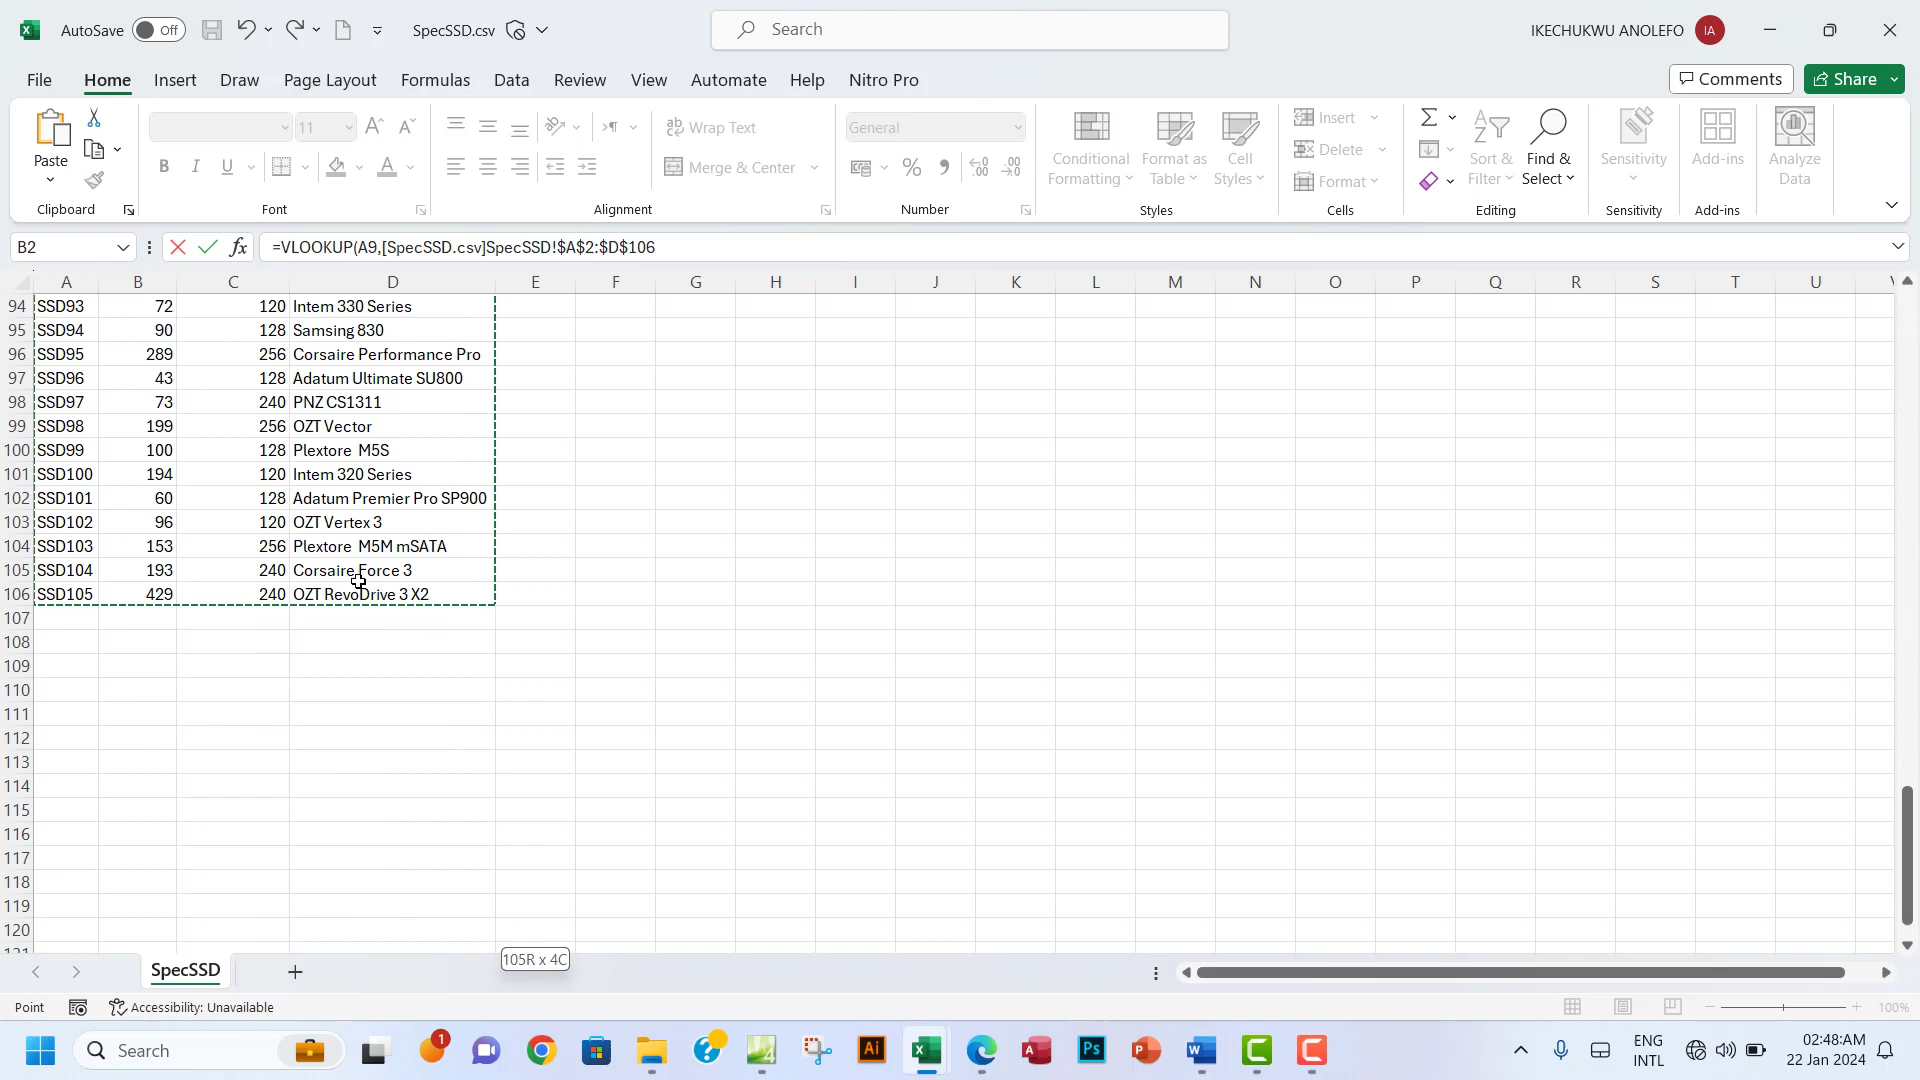 AutoSave Off SpecSSD.csv Search IKECHUKWU ANOLEFO IA
File Home Insert Draw Page Layout Formulas Data Review View Automate Help Nitro Pro Comments Share
Paste 11 Wrap Text General Conditional Formatting Format as Table Cell Styles Insert Sort & Filter Find & Select Sensitivity Add-ins Analyze Data
B I U Merge & Center % Delete
Format
Clipboard Font Alignment Number Styles Cells Editing Sensitivity Add-ins
B2 fx =VLOOKUP(A9,[SpecSSD.csv]SpecSSD!$A$2:$D$106
A B C D E F G H I J K L M N O P Q R S T U
94 SSD93 72 120 Intem 330 Series
95 SSD94 90 128 Samsing 830
96 SSD95 289 256 Corsaire Performance Pro
97 SSD96 43 128 Adatum Ultimate SU800
98 SSD97 73 240 PNZ CS1311
99 SSD98 199 256 OZT Vector
100 SSD99 100 128 Plextore M5S
101 SSD100 194 120 Intem 320 Series
102 SSD101 60 128 Adatum Premier Pro SP900
103 SSD102 96 120 OZT Vertex 3
104 SSD103 153 256 Plextore M5M mSATA
105 SSD104 193 240 Corsaire Force 3
106 SSD105 429 240 OZT RevoDrive 3 X2
107
108
109
110
111
112
113
114
115
116
117
118
119
120
121
105R x 4C
SpecSSD
Point Accessibility: Unavailable 100%
Search 1 Ai Ps ENG INTL 02:48:AM
22 Jan 2024